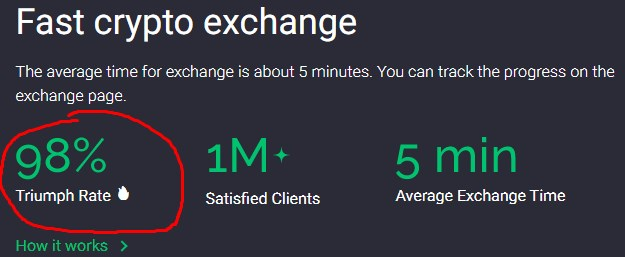 Fast crypto exchange
The average time for exchange is about 5 minutes. You can track the progress on the
exchange page.
98%
Triumph Rate
1M+
Satisfied Clients
5 min
Average Exchange Time
How it works >